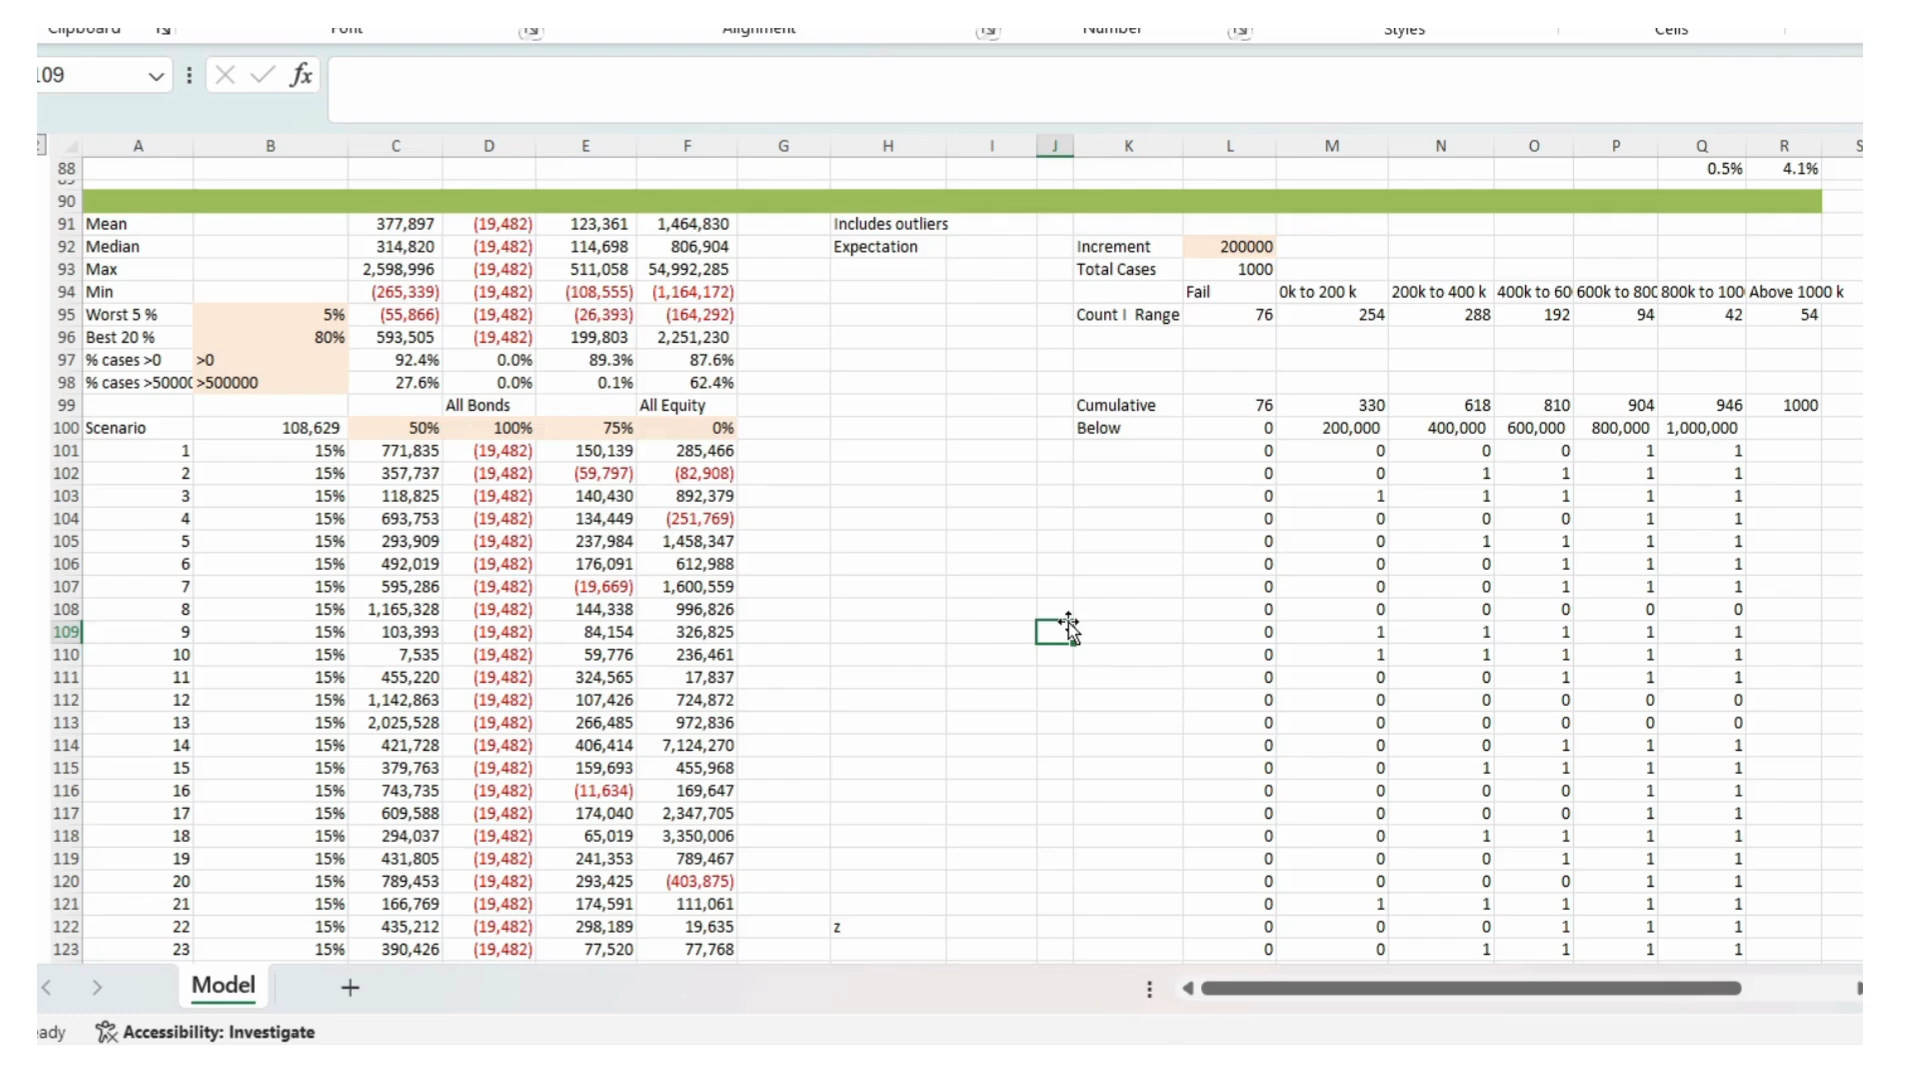 Clipboard Font Alignment Number Styles Cells
109 fx
A B C D E F G H I J K L M N O P Q R S
88 0.5% 4.1%
90
91 Mean 377,897 (19,482) 123,361 1,464,830 Includes outliers
92 Median 314,820 (19,482) 114,698 806,904 Expectation Increment 200000
93 Max 2,598,996 (19,482) 511,058 54,992,285 Total Cases 1000
94 Min (265,339) (19,482) (108,555) (1,164,172) Fail 0k to 200 k 200k to 400 k 400k to 60 600k to 800 800k to 100 Above 1000 k
95 Worst 5 % 5% (55,866) (19,482) (26,393) (164,292) Count I Range 76 254 288 192 94 42 54
96 Best 20 % 80% 593,505 (19,482) 199,803 2,251,230
97 % cases >0 >0 92.4% 0.0% 89.3% 87.6%
98 % cases >50000 >500000 27.6% 0.0% 0.1% 62.4%
99 All Bonds All Equity Cumulative 76 330 618 810 904 946 1000
100 Scenario 108,629 50% 100% 75% 0% Below 0 200,000 400,000 600,000 800,000 1,000,000
101 1 15% 771,835 (19,482) 150,139 285,466 0 0 0 0 1 1
102 2 15% 357,737 (19,482) (59,797) (82,908) 0 0 1 1 1 1
103 3 15% 118,825 (19,482) 140,430 892,379 0 1 1 1 1 1
104 4 15% 693,753 (19,482) 134,449 (251,769) 0 0 0 0 1 1
105 5 15% 293,909 (19,482) 237,984 1,458,347 0 0 1 1 1 1
106 6 15% 492,019 (19,482) 176,091 612,988 0 0 0 1 1 1
107 7 15% 595,286 (19,482) (19,669) 1,600,559 0 0 0 1 1 1
108 8 15% 1,165,328 (19,482) 144,338 996,826 0 0 0 0 0 0
109 9 15% 103,393 (19,482) 84,154 326,825 0 1 1 1 1 1
110 10 15% 7,535 (19,482) 59,776 236,461 0 1 1 1 1 1
111 11 15% 455,220 (19,482) 324,565 17,837 0 0 0 1 1 1
112 12 15% 1,142,863 (19,482) 107,426 724,872 0 0 0 0 0 0
113 13 15% 2,025,528 (19,482) 266,485 972,836 0 0 0 0 0 0
114 14 15% 421,728 (19,482) 406,414 7,124,270 0 0 0 1 1 1
115 15 15% 379,763 (19,482) 159,693 455,968 0 0 1 1 1 1
116 16 15% 743,735 (19,482) (11,634) 169,647 0 0 0 0 1 1
117 17 15% 609,588 (19,482) 174,040 2,347,705 0 0 0 0 1 1
118 18 15% 294,037 (19,482) 65,019 3,350,006 0 0 1 1 1 1
119 19 15% 431,805 (19,482) 241,353 789,467 0 0 0 1 1 1
120 20 15% 789,453 (19,482) 293,425 (403,875) 0 0 0 0 1 1
121 21 15% 166,769 (19,482) 174,591 111,061 0 1 1 1 1 1
122 22 15% 435,212 (19,482) 298,189 19,635 z 0 0 0 1 1 1
123 23 15% 390,426 (19,482) 77,520 77,768 0 0 1 1 1 1
Model
eady Accessibility: Investigate